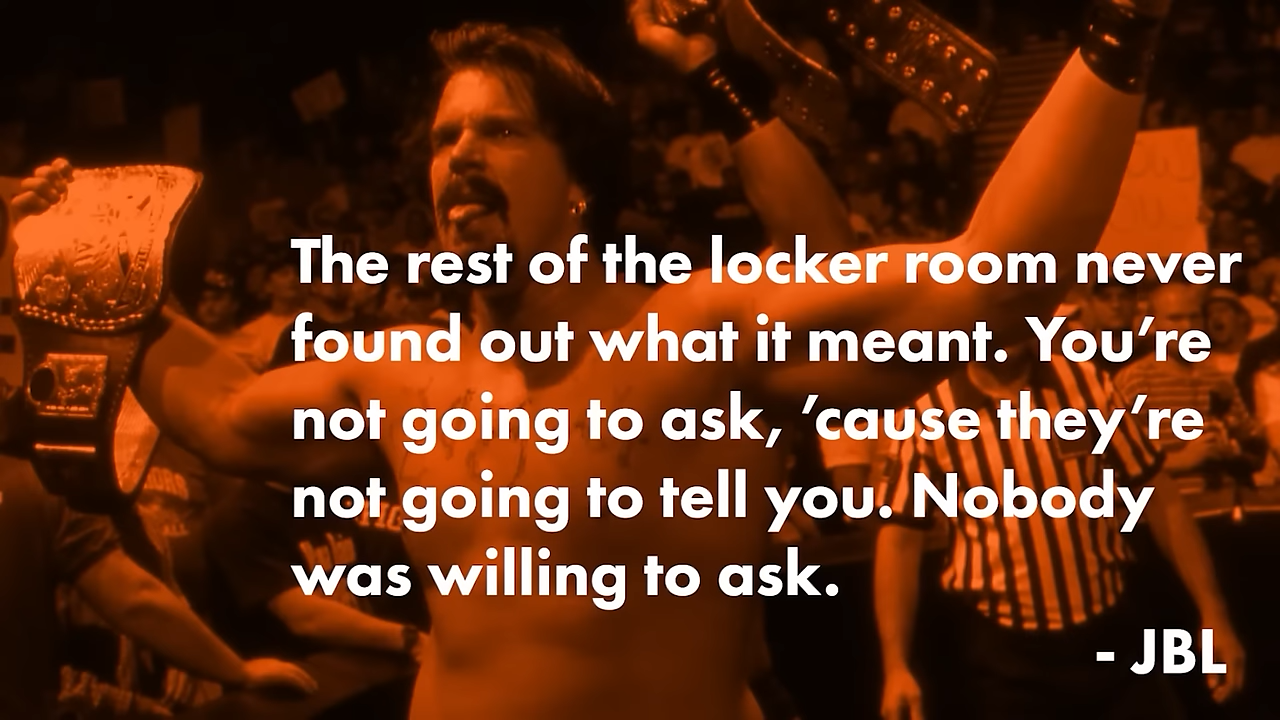 The rest of the locker room never
found out what it meant. You’re
not going to ask, ’cause they’re
not going to tell you. Nobody
was willing to ask.
- JBL